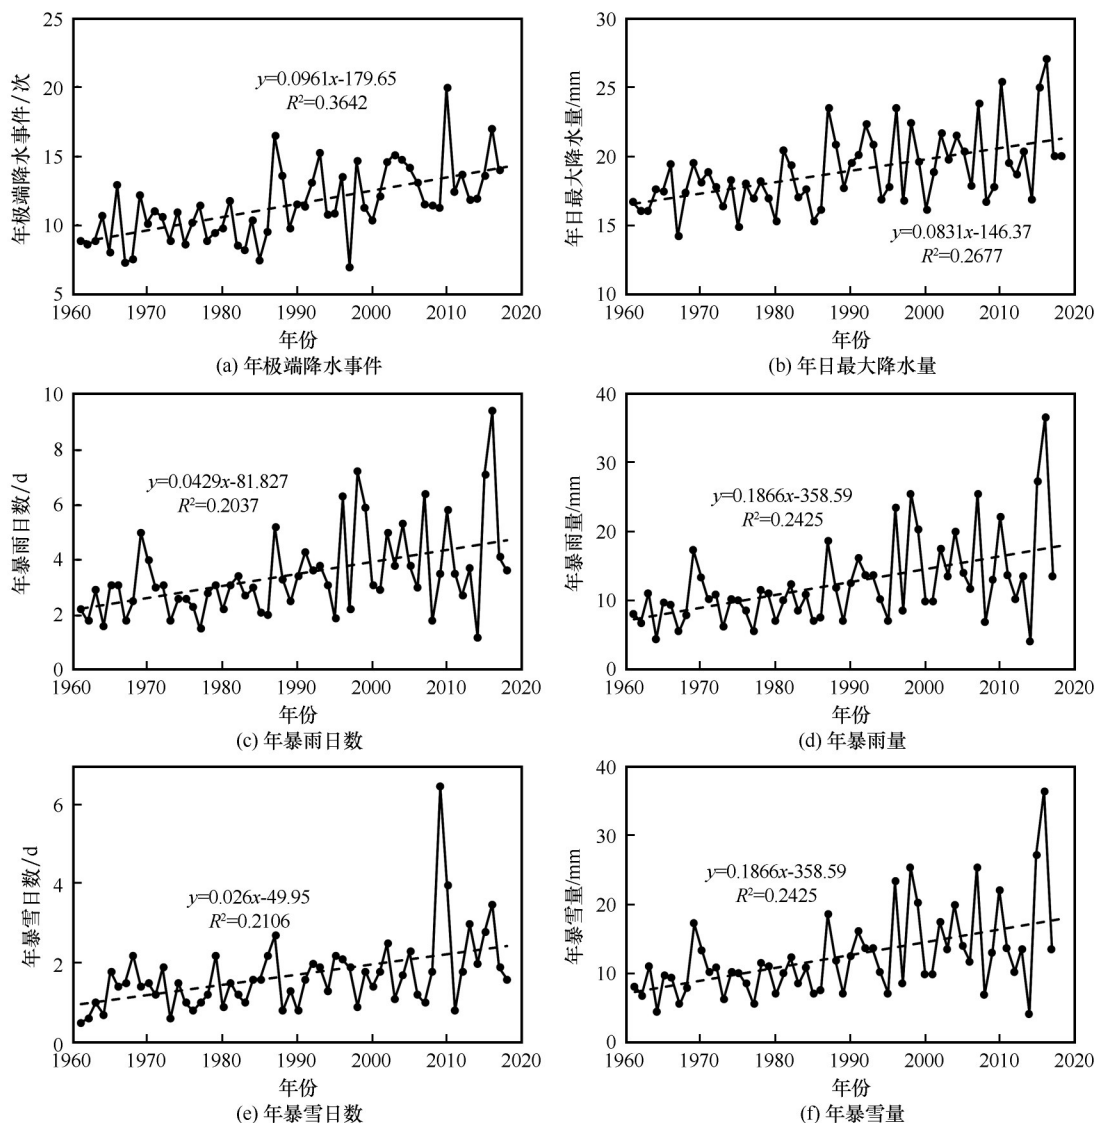 25
20
15
10
5
年极端降水事件/次
y=0.0961x-179.65
R²=0.3642
1960 1970 1980 1990 2000 2010 2020
年份
(a) 年极端降水事件
30
25
20
15
10
年日最大降水量/mm
y=0.0831x-146.37
R²=0.2677
1960 1970 1980 1990 2000 2010 2020
年份
(b) 年日最大降水量
10
8
6
4
2
0
年暴雨日数/d
y=0.0429x-81.827
R²=0.2037
1960 1970 1980 1990 2000 2010 2020
年份
(c) 年暴雨日数
40
30
20
10
0
年暴雨量/mm
y=0.1866x-358.59
R²=0.2425
1960 1970 1980 1990 2000 2010 2020
年份
(d) 年暴雨量
6
4
2
0
年暴雪日数/d
y=0.026x-49.95
R²=0.2106
1960 1970 1980 1990 2000 2010 2020
年份
(e) 年暴雪日数
40
30
20
10
0
年暴雪量/mm
y=0.1866x-358.59
R²=0.2425
1960 1970 1980 1990 2000 2010 2020
年份
(f) 年暴雪量